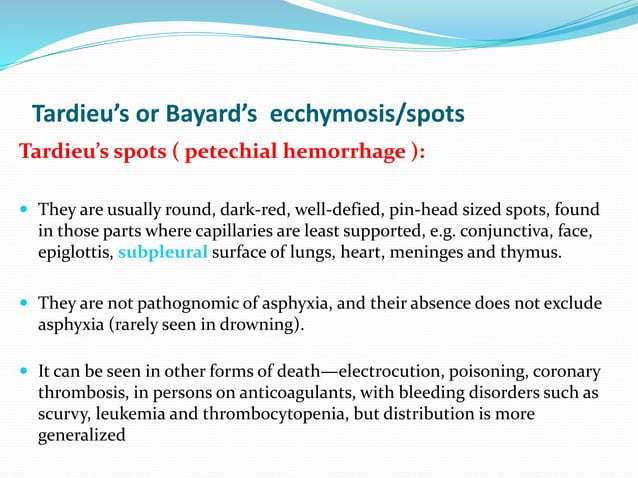 Tardieu's or Bayard's ecchymosis/spots
Tardieu's spots ( petechial hemorrhage ):
• They are usually round, dark-red, well-defied, pin-head sized spots, found
in those parts where capillaries are least supported, e.g. conjunctiva, face,
epiglottis, subpleural surface of lungs, heart, meninges and thymus.
• They are not pathognomic of asphyxia, and their absence does not exclude
asphyxia (rarely seen in drowning).
• It can be seen in other forms of death—electrocution, poisoning, coronary
thrombosis, in persons on anticoagulants, with bleeding disorders such as
scurvy, leukemia and thrombocytopenia, but distribution is more
generalized